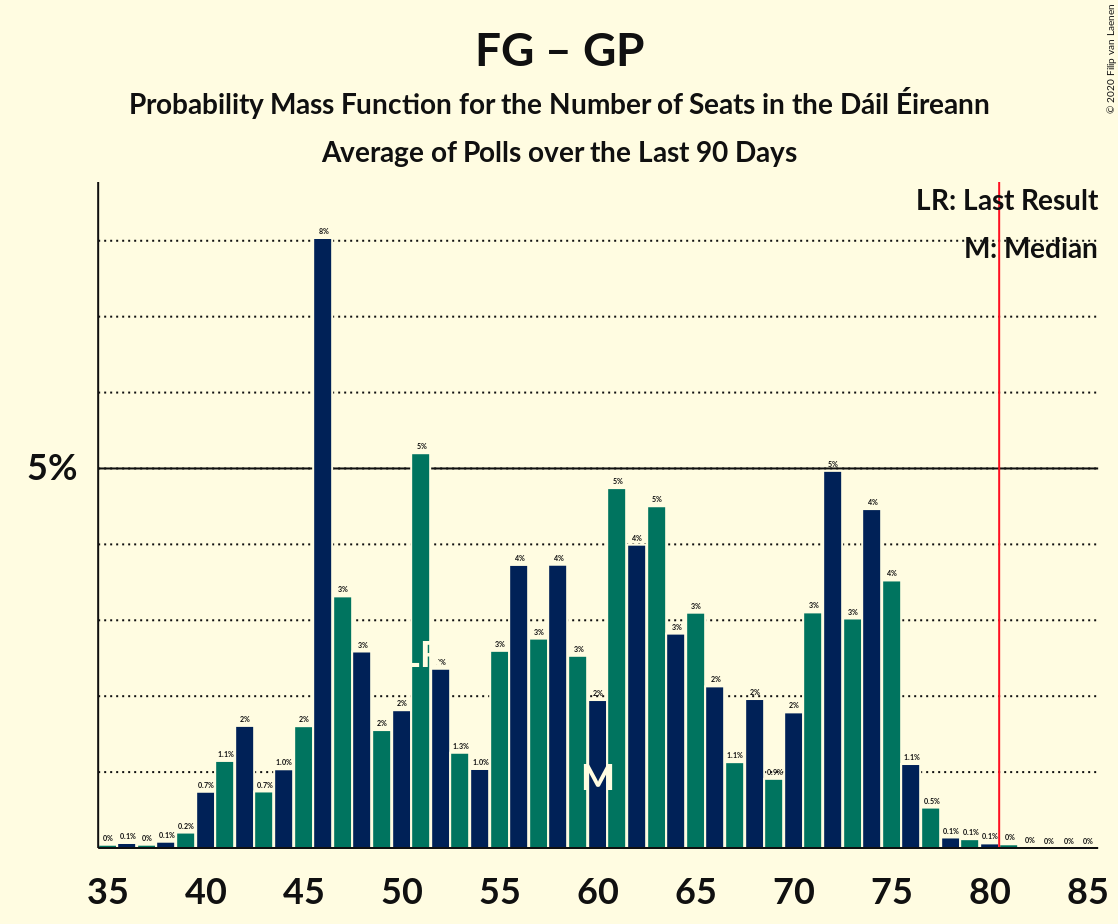 FG – GP
Probability Mass Function for the Number of Seats in the Dáil Éireann
Average of Polls over the Last 90 Days
© 2020 Filip van Laenen
LR: Last Result
M: Median
5%
0% 0.1% 0% 0.1% 0.2% 0.7% 1.1% 2% 0.7% 1.0% 2% 8% 3% 3% 2% 2% 5% 1.3% 1.0% 3% 4% 3% 4% 3% 2% 5% 4% 5% 3% 3% 2% 1.1% 2% 0.9% 2% 3% 5% 3% 4% 4% 1.1% 0.5% 0.1% 0.1% 0.1% 0% 0% 0% 0% 0%
LR
M
35 40 45 50 55 60 65 70 75 80 85